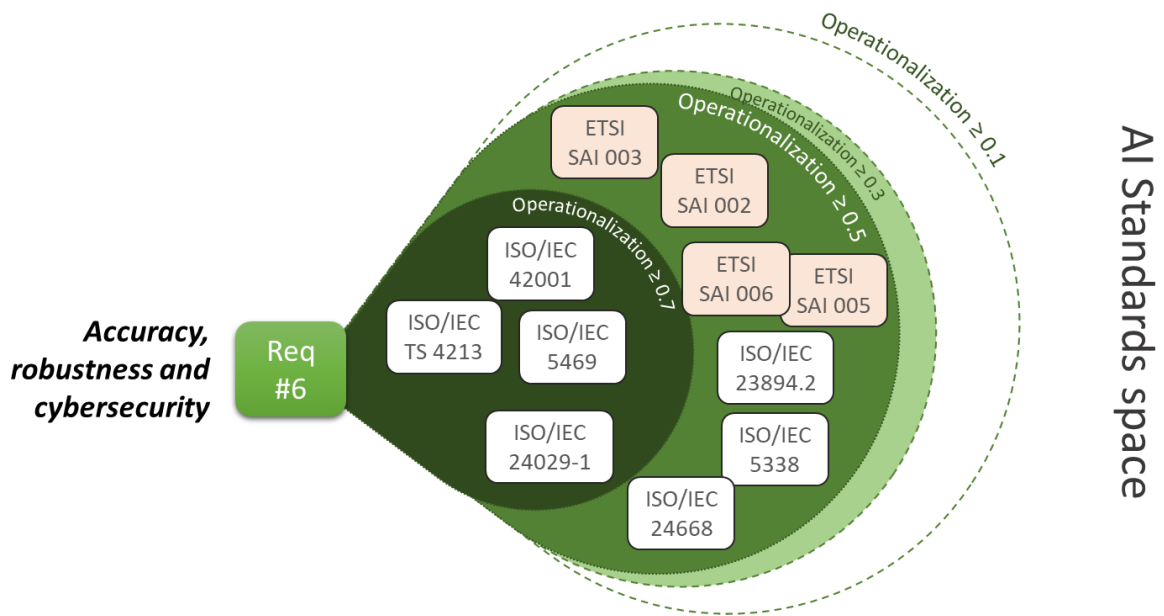 Operationalization ≥ 0.1
Operationalization ≥ 0.3
Operationalization ≥ 0.5
Operationalization ≥ 0.7
ETSI
SAI 003
ETSI
SAI 002
ETSI
SAI 006
ETSI
SAI 005
ISO/IEC
42001
ISO/IEC
TS 4213
ISO/IEC
5469
ISO/IEC
23894.2
ISO/IEC
5338
ISO/IEC
24029-1
ISO/IEC
24668
Accuracy,
robustness and
cybersecurity
Req
#6
AI Standards space